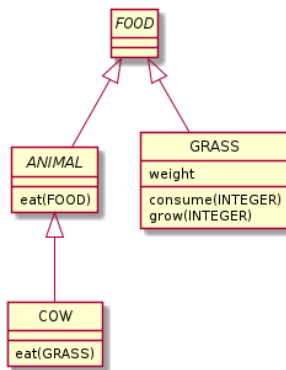 FOOD
ANIMAL
eat(FOOD)
GRASS
weight
consume(INTEGER)
grow(INTEGER)
COW
eat(GRASS)